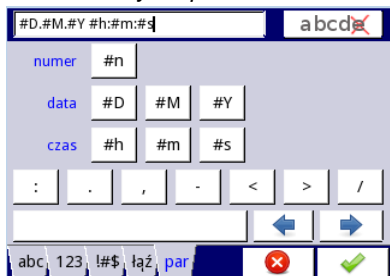 #D.#M.#Y #h:#m:#s abcde
numer #n
data #D #M #Y
czas #h #m #s
: . , - < > /
abc 123 !#$ łąź par